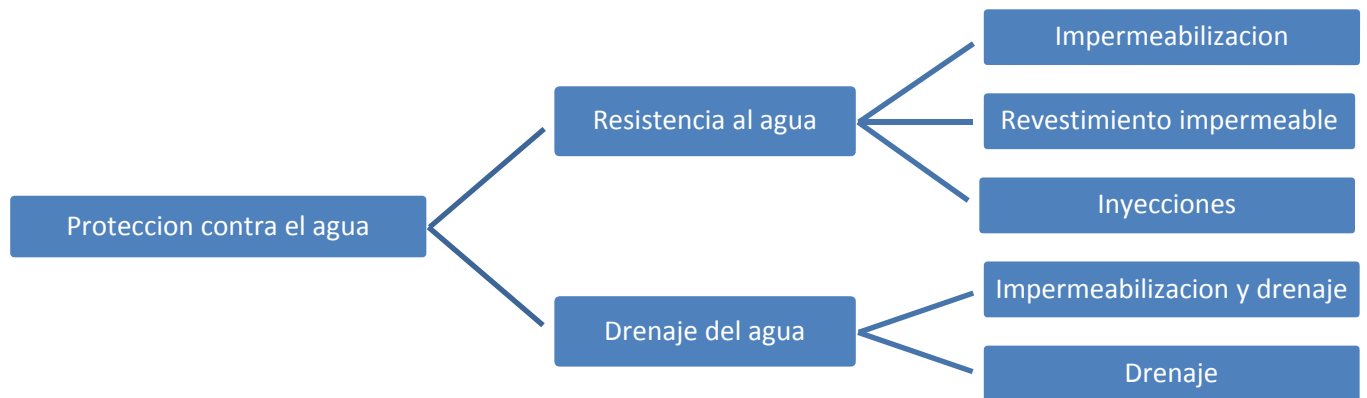 Proteccion contra el agua
Resistencia al agua
Impermeabilizacion
Revestimiento impermeable
Inyecciones
Drenaje del agua
Impermeabilizacion y drenaje
Drenaje